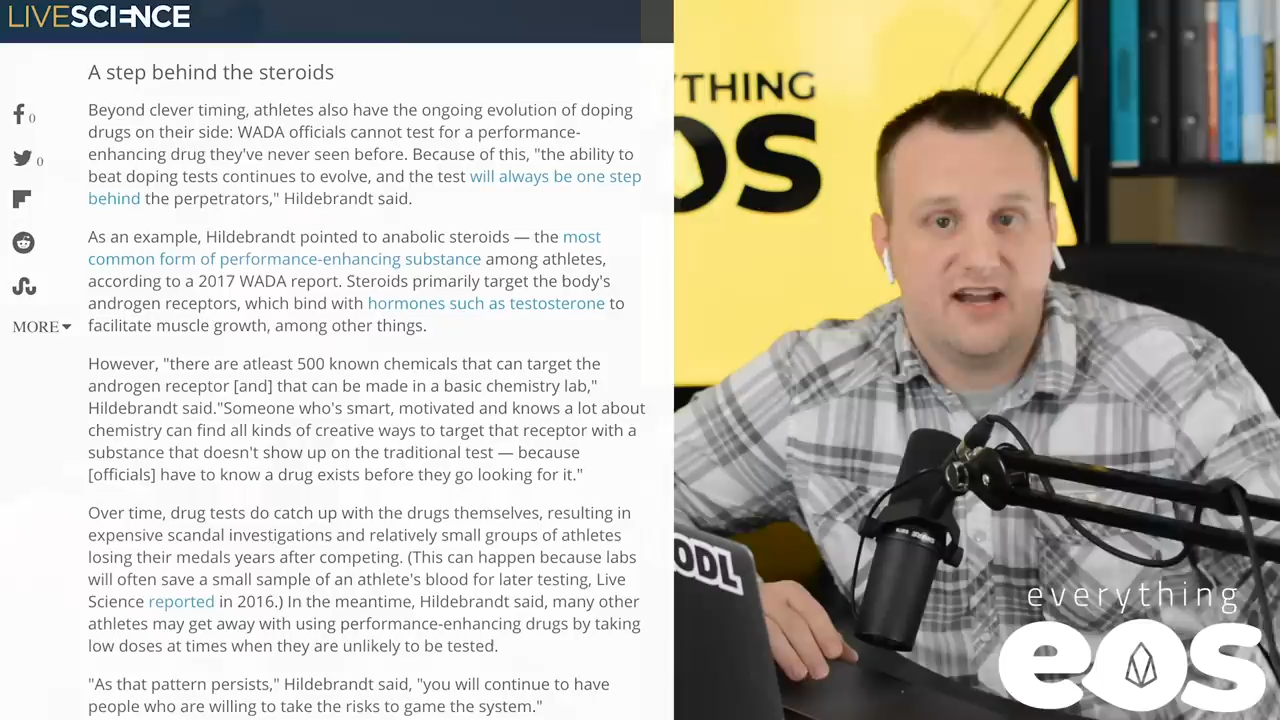 LIVESCIENCE
A step behind the steroids
Beyond clever timing, athletes also have the ongoing evolution of doping
drugs on their side: WADA officials cannot test for a performance-
enhancing drug they've never seen before. Because of this, "the ability to
beat doping tests continues to evolve, and the test will always be one step
behind the perpetrators," Hildebrandt said.
As an example, Hildebrandt pointed to anabolic steroids — the most
common form of performance-enhancing substance among athletes,
according to a 2017 WADA report. Steroids primarily target the body's
androgen receptors, which bind with hormones such as testosterone to
facilitate muscle growth, among other things.
However, "there are atleast 500 known chemicals that can target the
androgen receptor [and] that can be made in a basic chemistry lab,"
Hildebrandt said."Someone who's smart, motivated and knows a lot about
chemistry can find all kinds of creative ways to target that receptor with a
substance that doesn't show up on the traditional test — because
[officials] have to know a drug exists before they go looking for it."
Over time, drug tests do catch up with the drugs themselves, resulting in
expensive scandal investigations and relatively small groups of athletes
losing their medals years after competing. (This can happen because labs
will often save a small sample of an athlete's blood for later testing, Live
Science reported in 2016.) In the meantime, Hildebrandt said, many other
athletes may get away with using performance-enhancing drugs by taking
low doses at times when they are unlikely to be tested.
"As that pattern persists," Hildebrandt said, "you will continue to have
people who are willing to take the risks to game the system."
0
0
MORE
YTHING
OS
ODL
everything
eos